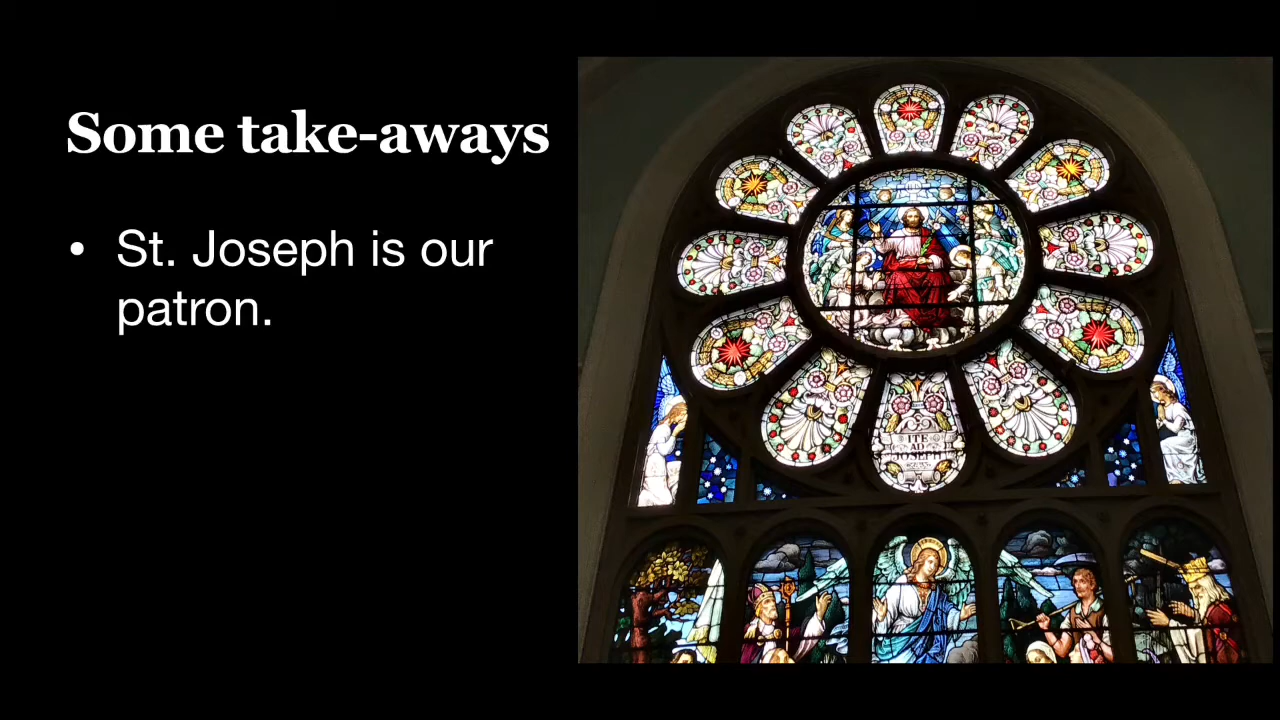 Some take-aways
• St. Joseph is our
patron.
ITE
AD
JOSEPH